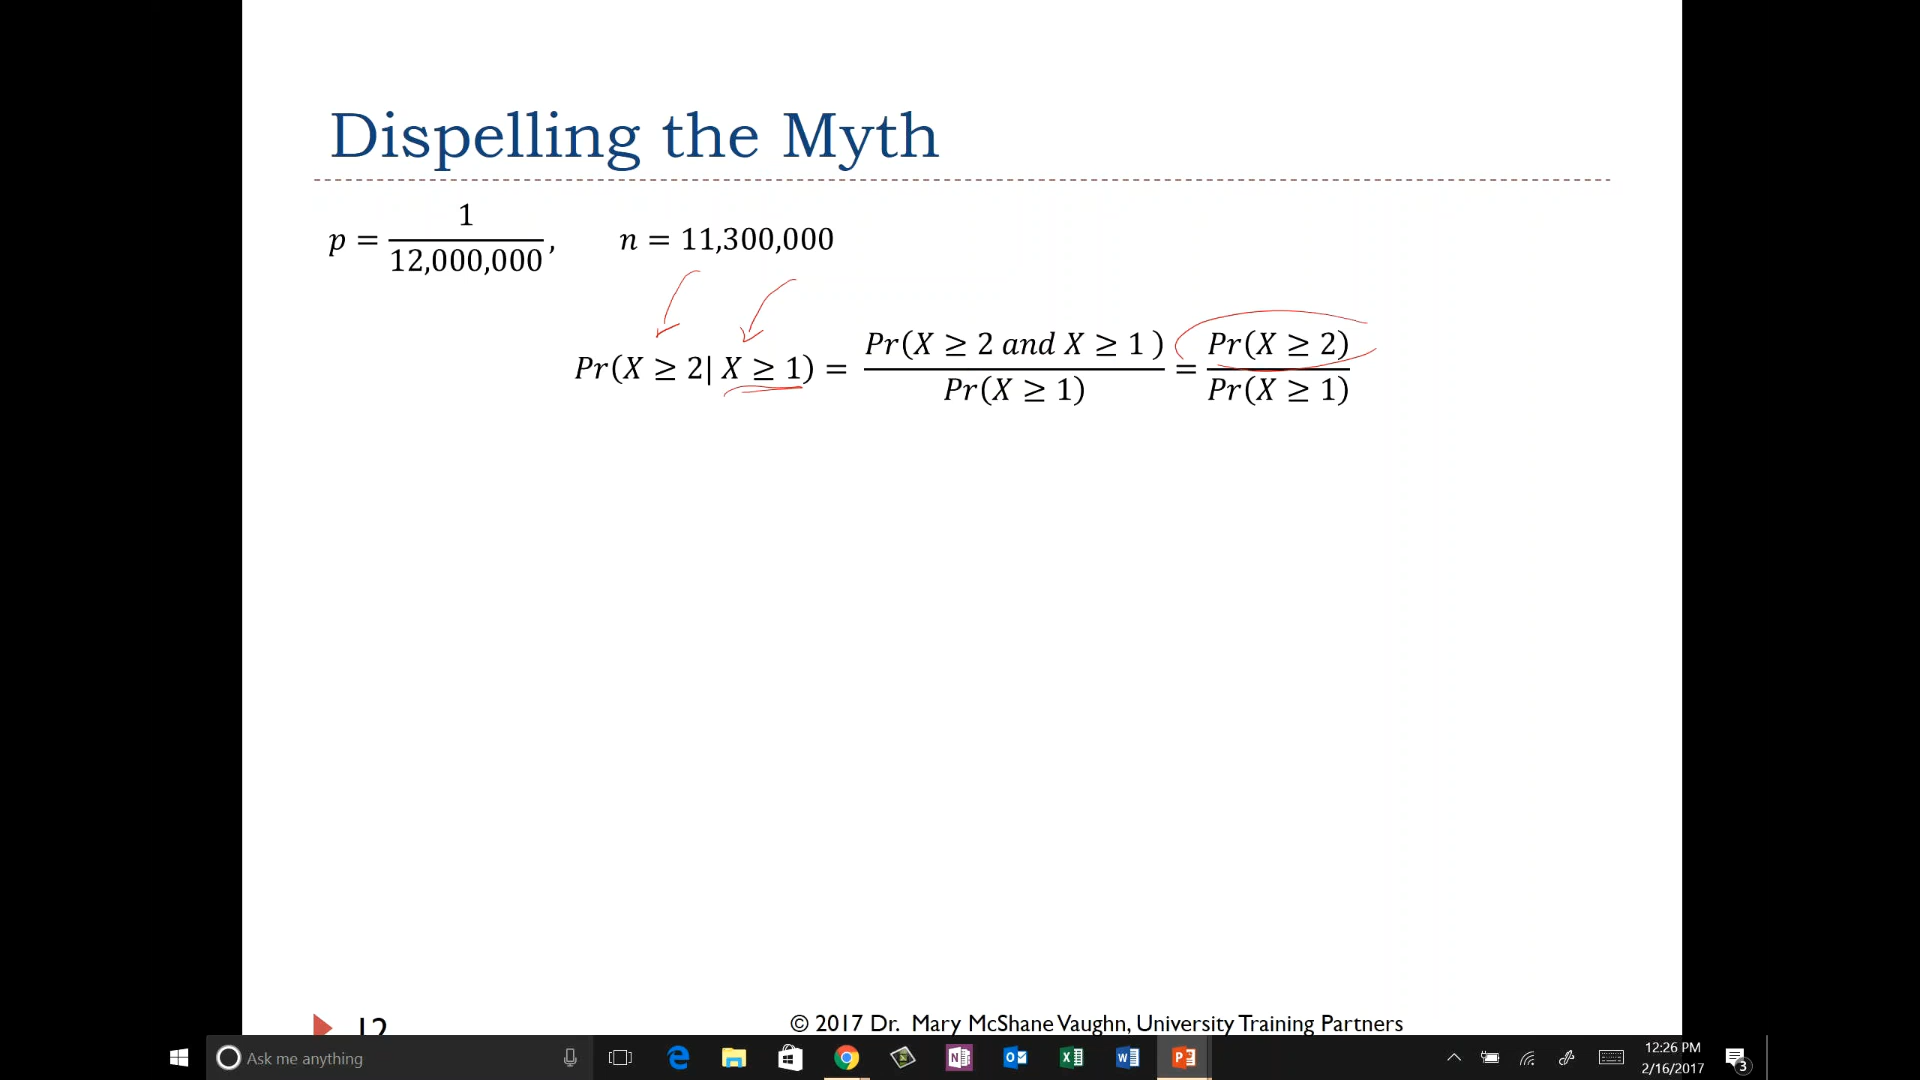 Dispelling the Myth
p = 1/12,000,000, n = 11,300,000
Pr(X ≥ 2| X ≥ 1) = Pr(X ≥ 2 and X ≥ 1 )/Pr(X ≥ 1) = Pr(X ≥ 2)/Pr(X ≥ 1)
12
© 2017 Dr. Mary McShane Vaughn, University Training Partners
Ask me anything
12:26 PM
2/16/2017
3